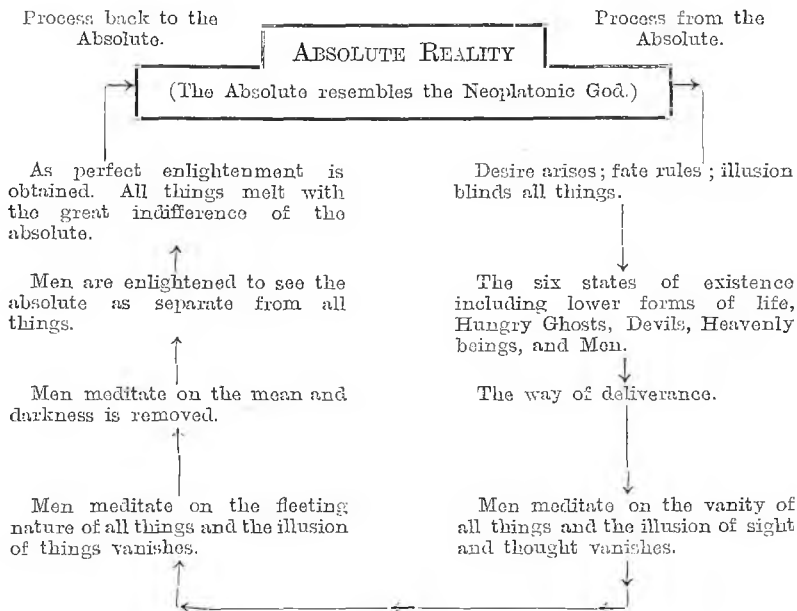 Process back to the
Absolute.
Process from the
Absolute.
ABSOLUTE REALITY
(The Absolute resembles the Neoplatonic God.)
As perfect enlightenment is
obtained. All things melt with
the great indifference of the
absolute.
Desire arises; fate rules; illusion
blinds all things.
Men are enlightened to see the
absolute as separate from all
things.
The six states of existence
including lower forms of life,
Hungry Ghosts, Devils, Heavenly
beings, and Men.
Men meditate on the mean and
darkness is removed.
The way of deliverance.
Men meditate on the fleeting
nature of all things and the illusion
of things vanishes.
Men meditate on the vanity of
all things and the illusion of sight
and thought vanishes.